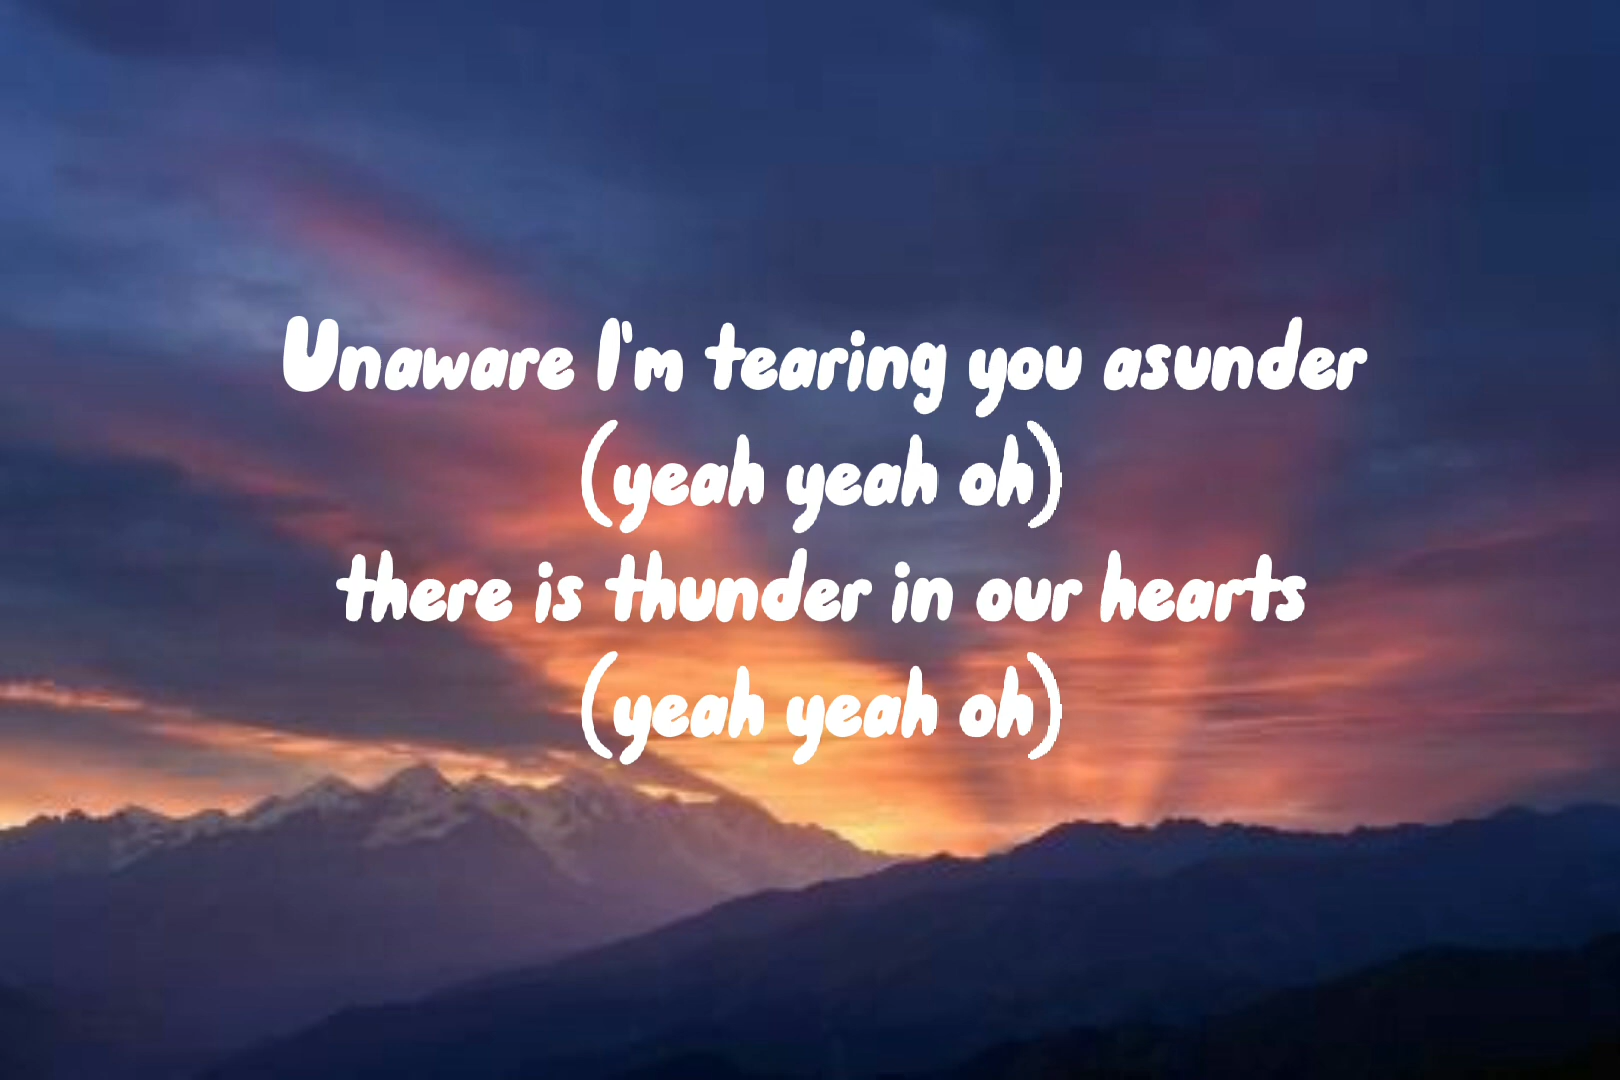 Unaware I'm tearing you asunder
(yeah yeah oh)
there is thunder in our hearts
(yeah yeah oh)